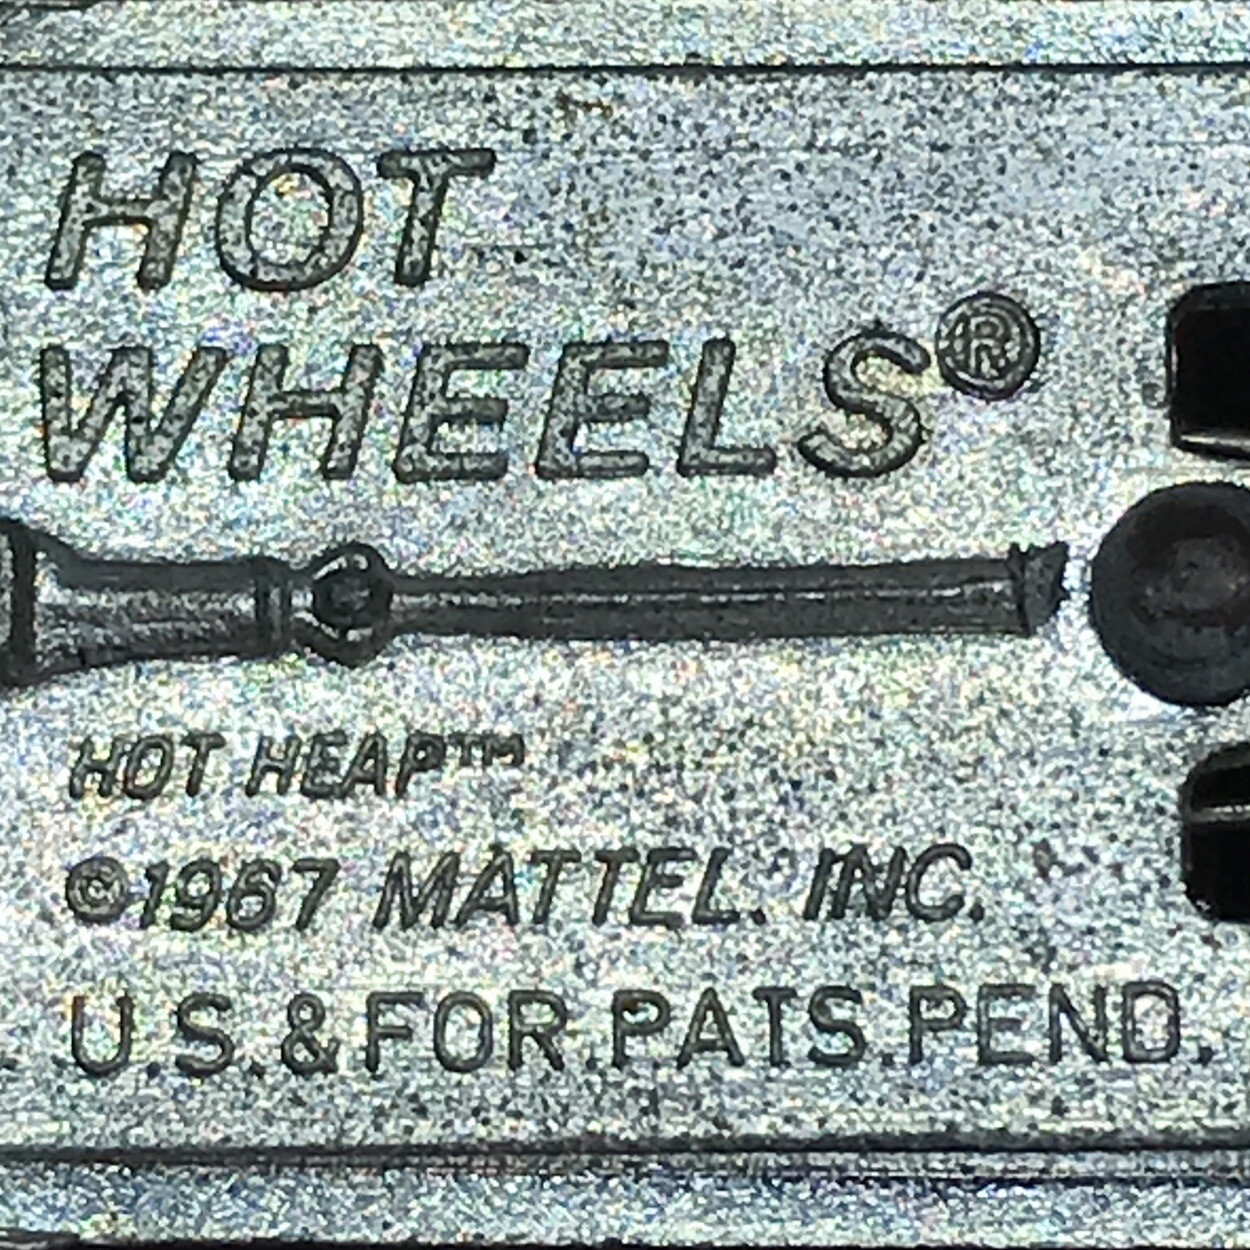 HOT
WHEELS®
HOT HEAP™
©1967 MATTEL. INC.
U.S.&FOR.PATS.PEND.